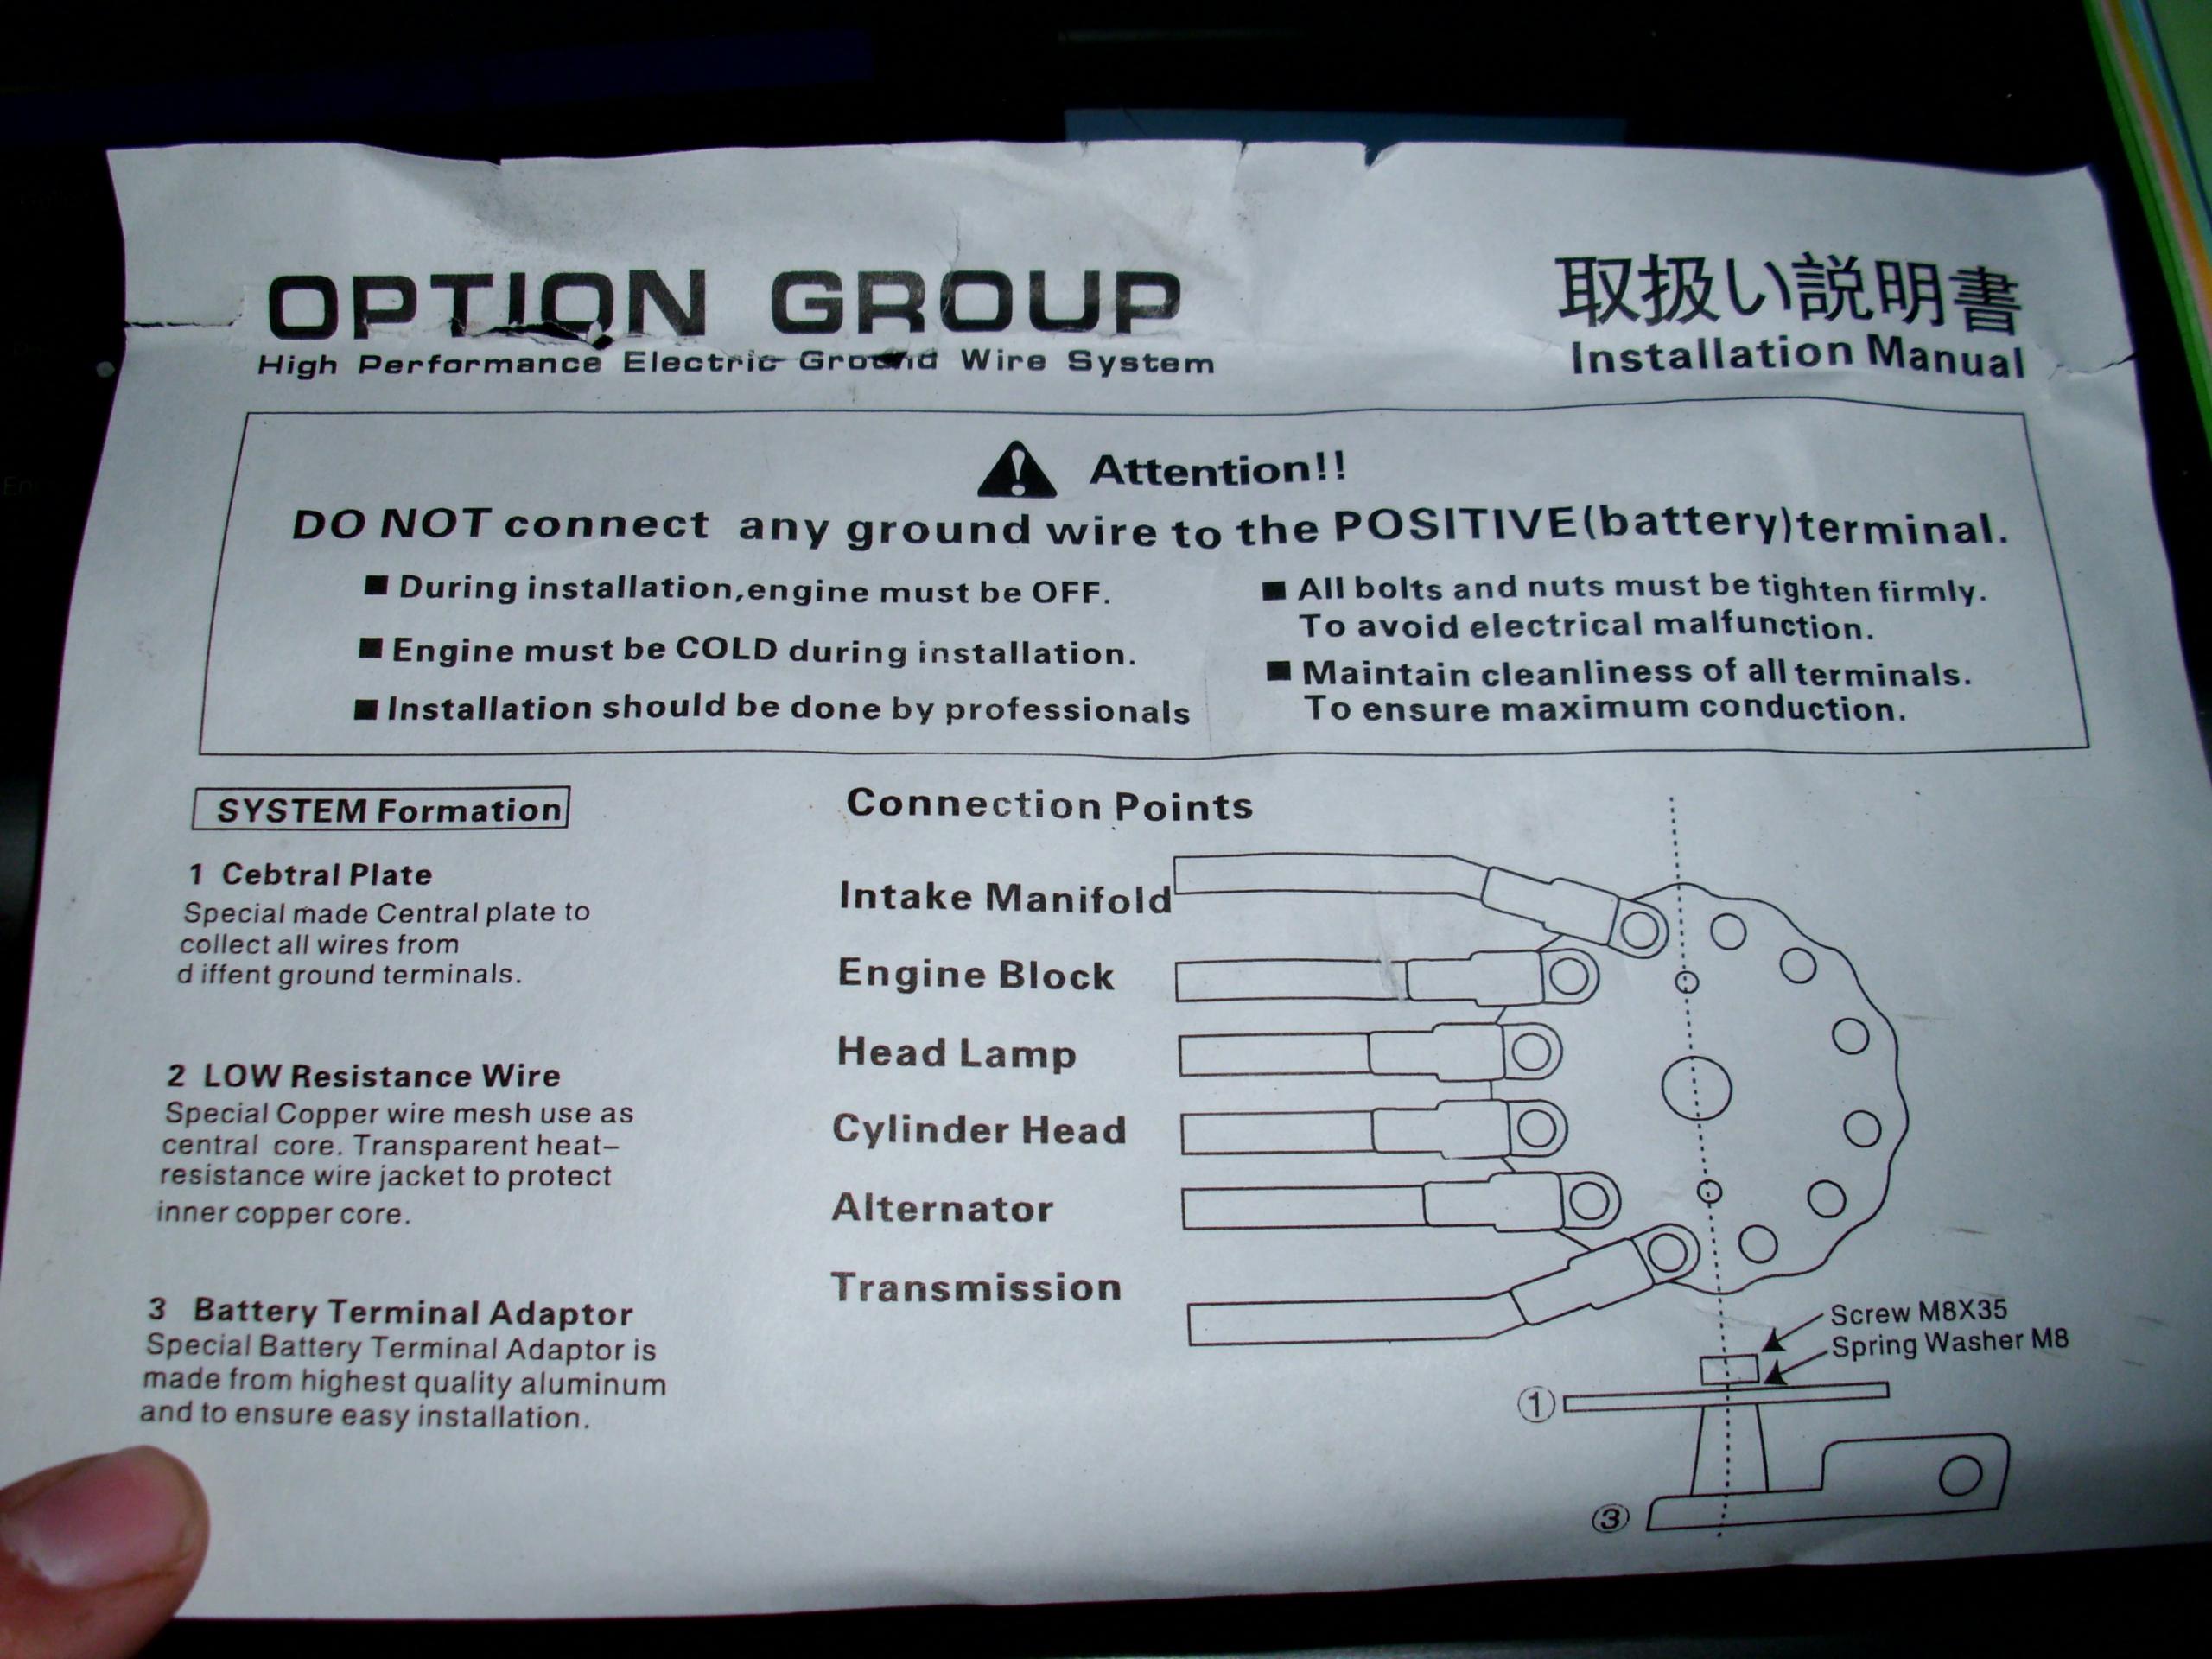 OPTION GROUP
High Performance Electric Ground Wire System
取扱い説明書
Installation Manual
Attention!!
DO NOT connect any ground wire to the POSITIVE(battery)terminal.
■ During installation,engine must be OFF.
■ Engine must be COLD during installation.
■ Installation should be done by professionals
■ All bolts and nuts must be tighten firmly.
To avoid electrical malfunction.
■ Maintain cleanliness of all terminals.
To ensure maximum conduction.
SYSTEM Formation
1 Cebtral Plate
Special made Central plate to
collect all wires from
d iffent ground terminals.
2 LOW Resistance Wire
Special Copper wire mesh use as
central core. Transparent heat-
resistance wire jacket to protect
inner copper core.
3 Battery Terminal Adaptor
Special Battery Terminal Adaptor is
made from highest quality aluminum
and to ensure easy installation.
Connection Points
Intake Manifold
Engine Block
Head Lamp
Cylinder Head
Alternator
Transmission
Screw M8X35
Spring Washer M8
①
③